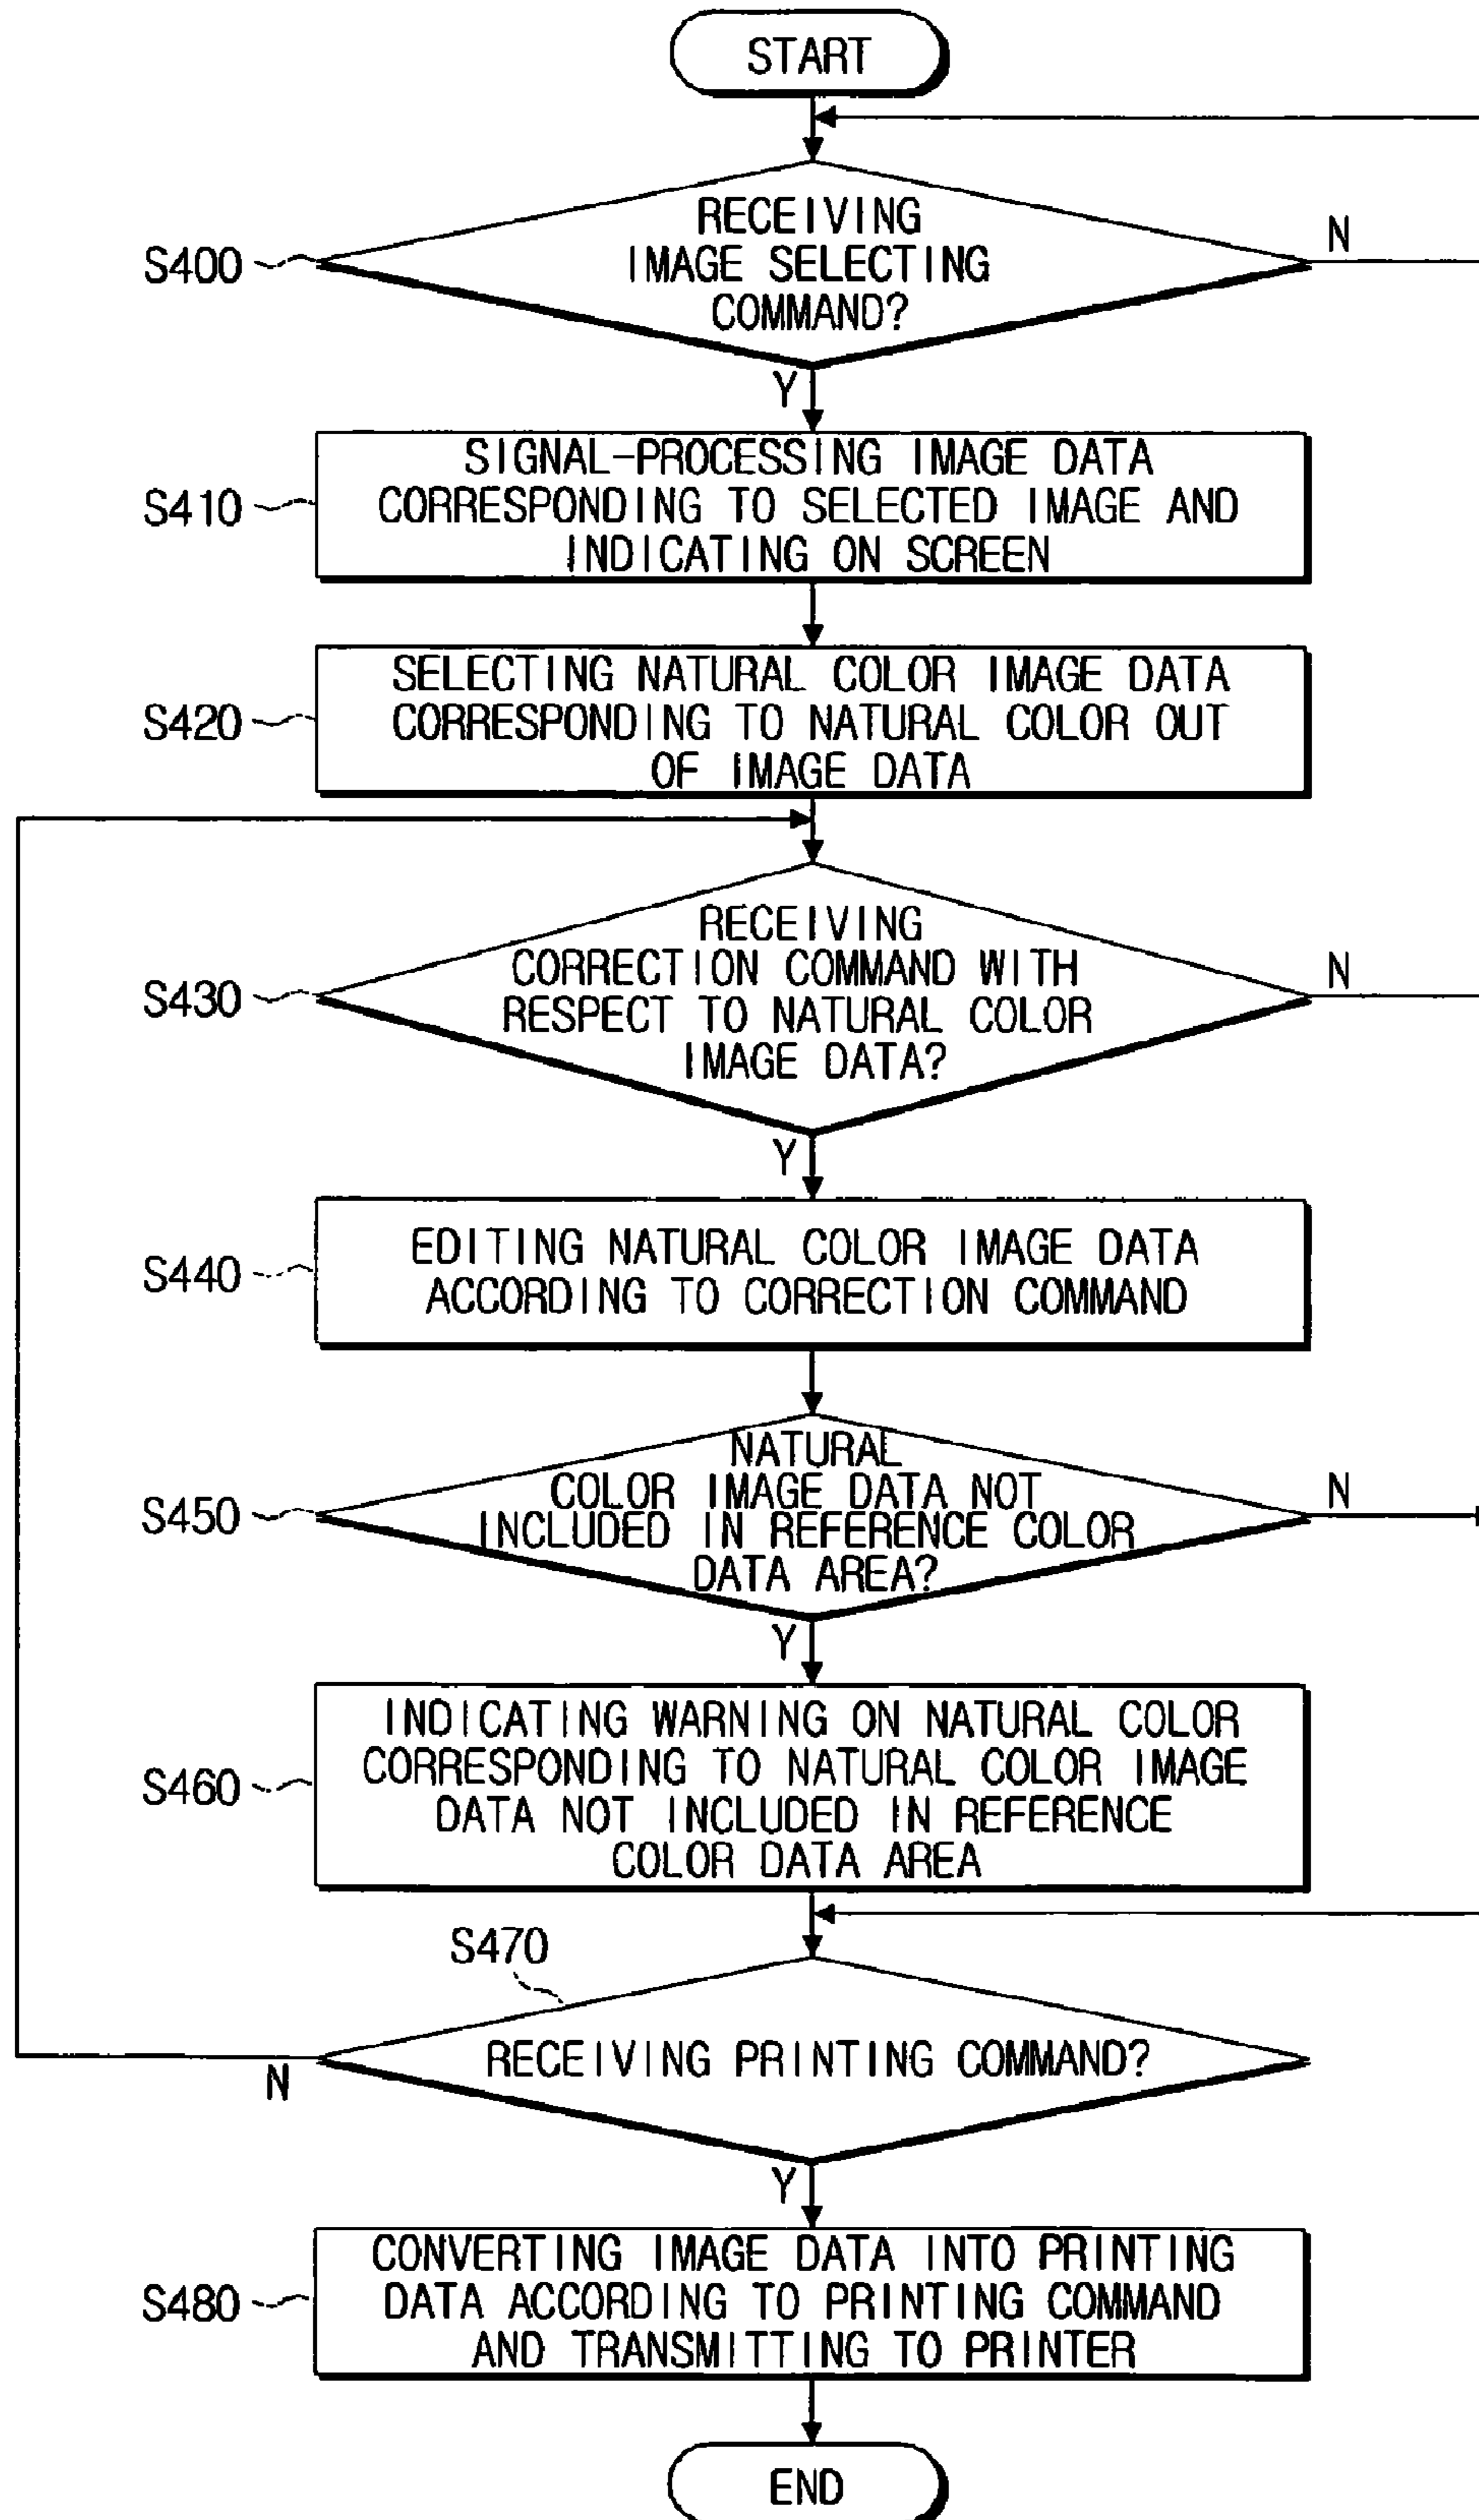 START
RECEIVING
IMAGE SELECTING
COMMAND?
S400
N
Y
SIGNAL-PROCESSING IMAGE DATA
CORRESPONDING TO SELECTED IMAGE AND
INDICATING ON SCREEN
S410
SELECTING NATURAL COLOR IMAGE DATA
CORRESPONDING TO NATURAL COLOR OUT
OF IMAGE DATA
S420
RECEIVING
CORRECTION COMMAND WITH
RESPECT TO NATURAL COLOR
IMAGE DATA?
S430
N
Y
EDITING NATURAL COLOR IMAGE DATA
ACCORDING TO CORRECTION COMMAND
S440
NATURAL
COLOR IMAGE DATA NOT
INCLUDED IN REFERENCE COLOR
DATA AREA?
S450
N
Y
INDICATING WARNING ON NATURAL COLOR
CORRESPONDING TO NATURAL COLOR IMAGE
DATA NOT INCLUDED IN REFERENCE
COLOR DATA AREA
S460
S470
RECEIVING PRINTING COMMAND?
N
Y
CONVERTING IMAGE DATA INTO PRINTING
DATA ACCORDING TO PRINTING COMMAND
AND TRANSMITTING TO PRINTER
S480
END